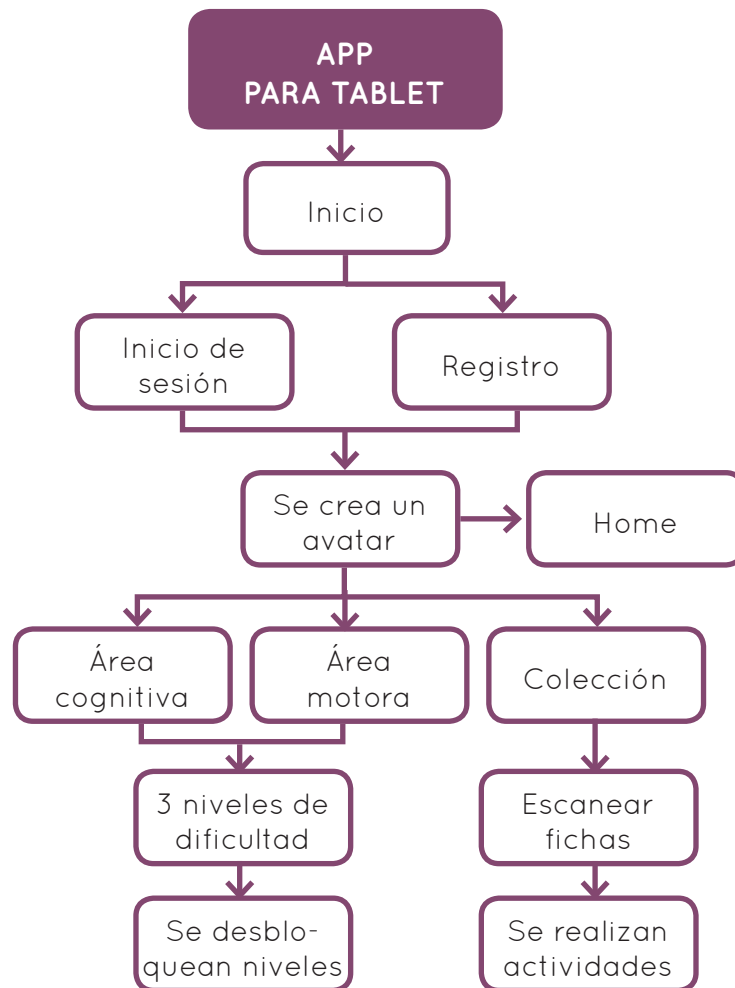 APP
PARA TABLET
Inicio
Inicio de
sesión
Registro
Se crea un
avatar
Home
Área
cognitiva
Área
motora
Colección
3 niveles de
dificultad
Escanear
fichas
Se desblo-
quean niveles
Se realizan
actividades